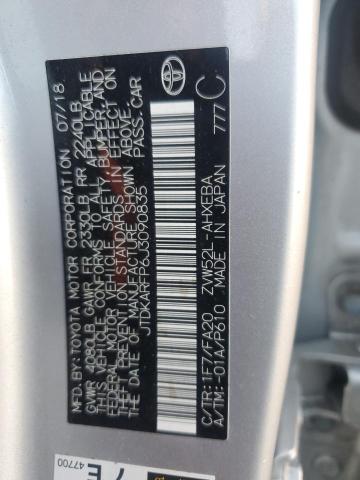 MFD.BY:TOYOTA MOTOR CORPORATION 07/18
GVWR 4080LB GAWR FR 2330LB RR 2240LB
THIS VEHICLE CONFORMS TO ALL APPLICABLE
FEDERAL MOTOR VEHICLE SAFETY, BUMPER AND
THEFT PREVENTION STANDARDS IN EFFECT ON
THE DATE OF MANUFACTURE SHOWN ABOVE.
JTDKARFP6J3090835 PASS.CAR
C/TR:1F7/FA20 ZVW52L-AHXEBA
A/TM:-01A/P610 MADE IN JAPAN 777 C
TOYOTA
7E
47700